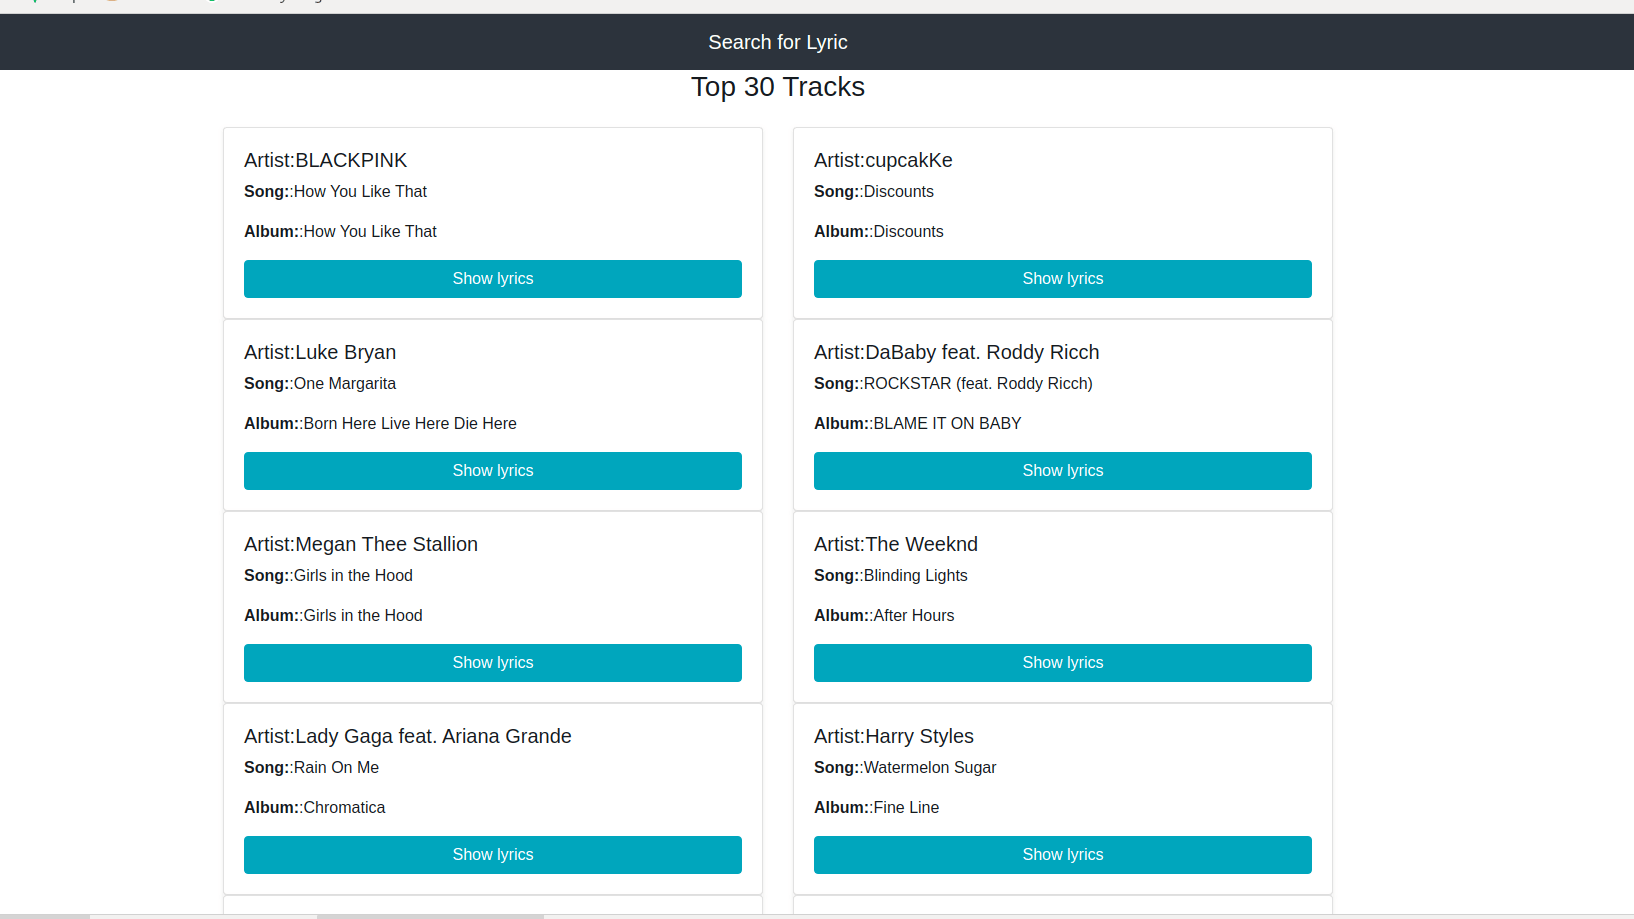 Search for Lyric
Top 30 Tracks
Artist:BLACKPINK
Song::How You Like That
Album::How You Like That
Show lyrics
Artist:cupcakKe
Song::Discounts
Album::Discounts
Show lyrics
Artist:Luke Bryan
Song::One Margarita
Album::Born Here Live Here Die Here
Show lyrics
Artist:DaBaby feat. Roddy Ricch
Song::ROCKSTAR (feat. Roddy Ricch)
Album::BLAME IT ON BABY
Show lyrics
Artist:Megan Thee Stallion
Song::Girls in the Hood
Album::Girls in the Hood
Show lyrics
Artist:The Weeknd
Song::Blinding Lights
Album::After Hours
Show lyrics
Artist:Lady Gaga feat. Ariana Grande
Song::Rain On Me
Album::Chromatica
Show lyrics
Artist:Harry Styles
Song::Watermelon Sugar
Album::Fine Line
Show lyrics